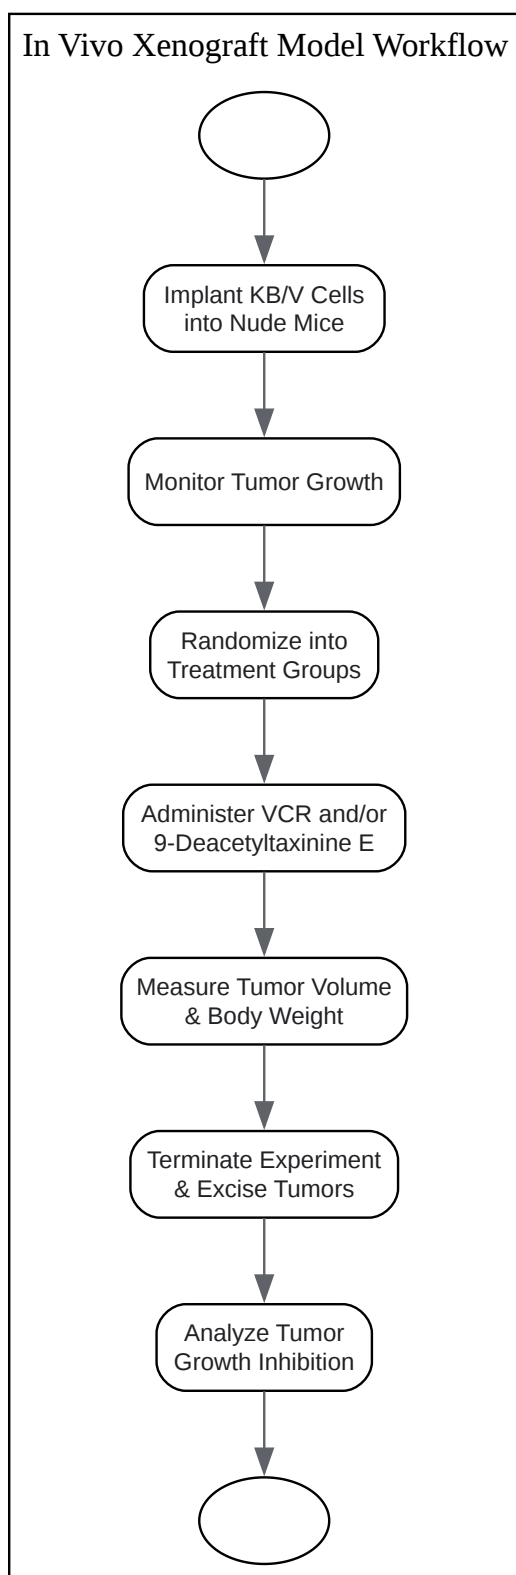 In Vivo Xenograft Model Workflow
Implant KB/V Cells
into Nude Mice
Monitor Tumor Growth
Randomize into
Treatment Groups
Administer VCR and/or
9-Deacetyltaxinine E
Measure Tumor Volume
& Body Weight
Terminate Experiment
& Excise Tumors
Analyze Tumor
Growth Inhibition